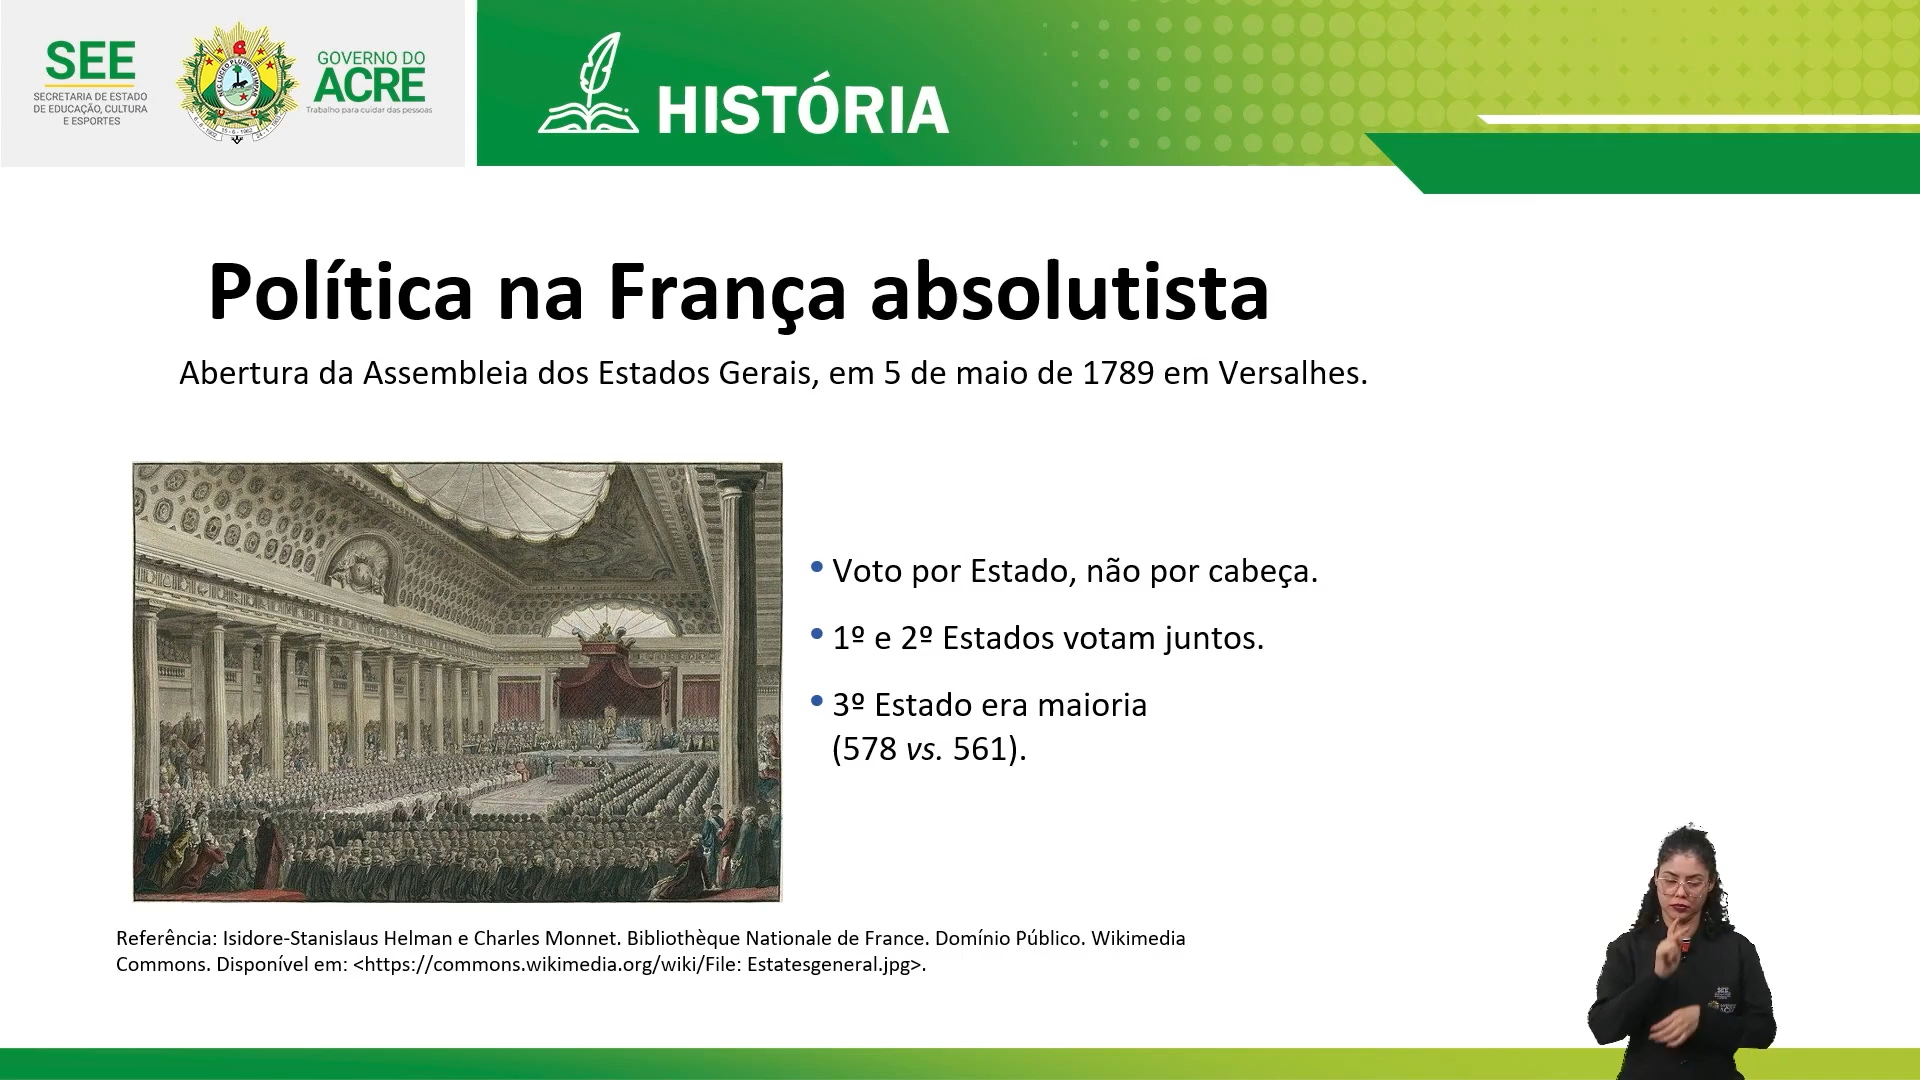 SEE
SECRETARIA DE ESTADO
DE EDUCAÇÃO, CULTURA
E ESPORTES
GOVERNO DO
ACRE
Trabalho para cuidar das pessoas
HISTÓRIA
Política na França absolutista
Abertura da Assembleia dos Estados Gerais, em 5 de maio de 1789 em Versalhes.
• Voto por Estado, não por cabeça.
• 1º e 2º Estados votam juntos.
• 3º Estado era maioria
(578 vs. 561).
Referência: Isidore-Stanislaus Helman e Charles Monnet. Bibliothèque Nationale de France. Domínio Público. Wikimedia
Commons. Disponível em: <https://commons.wikimedia.org/wiki/File: Estatesgeneral.jpg>.